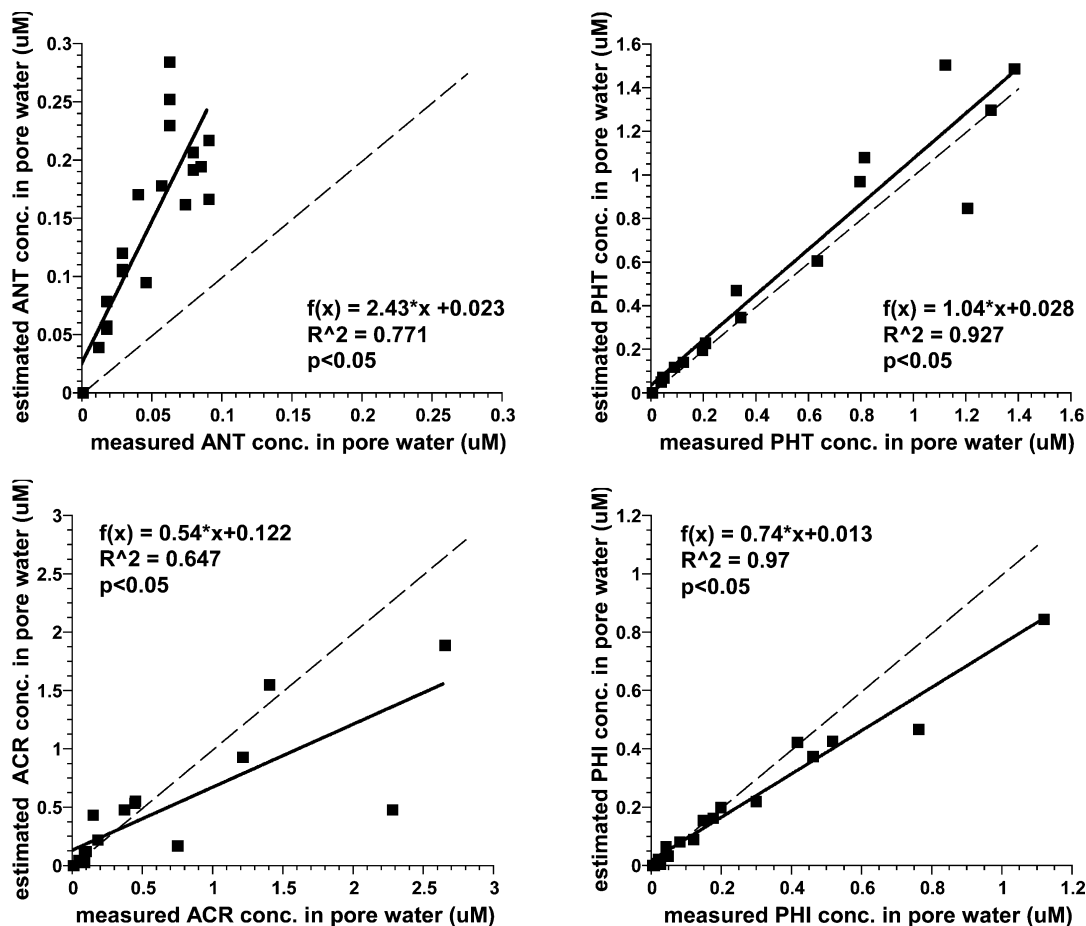 estimated ANT conc. in pore water (uM)
0.3
0.25
0.2
0.15
0.1
0.05
0
f(x) = 2.43*x +0.023
R^2 = 0.771
p<0.05
0 0.05 0.1 0.15 0.2 0.25 0.3
measured ANT conc. in pore water (uM)
estimated PHT conc. in pore water (uM)
1.6
1.4
1.2
1
0.8
0.6
0.4
0.2
0
f(x) = 1.04*x+0.028
R^2 = 0.927
p<0.05
0 0.2 0.4 0.6 0.8 1 1.2 1.4 1.6
measured PHT conc. in pore water (uM)
estimated ACR conc. in pore water (uM)
3
2.5
2
1.5
1
0.5
0
f(x) = 0.54*x+0.122
R^2 = 0.647
p<0.05
0 0.5 1 1.5 2 2.5 3
measured ACR conc. in pore water (uM)
estimated PHI conc. in pore water (uM)
1.2
1
0.8
0.6
0.4
0.2
0
f(x) = 0.74*x+0.013
R^2 = 0.97
p<0.05
0 0.2 0.4 0.6 0.8 1 1.2
measured PHI conc. in pore water (uM)